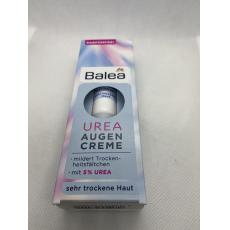 Balea
UREA
AUGEN
CREME
• mildert Trocken-
heitsfältchen
• mit 5% UREA
sehr trockene Haut